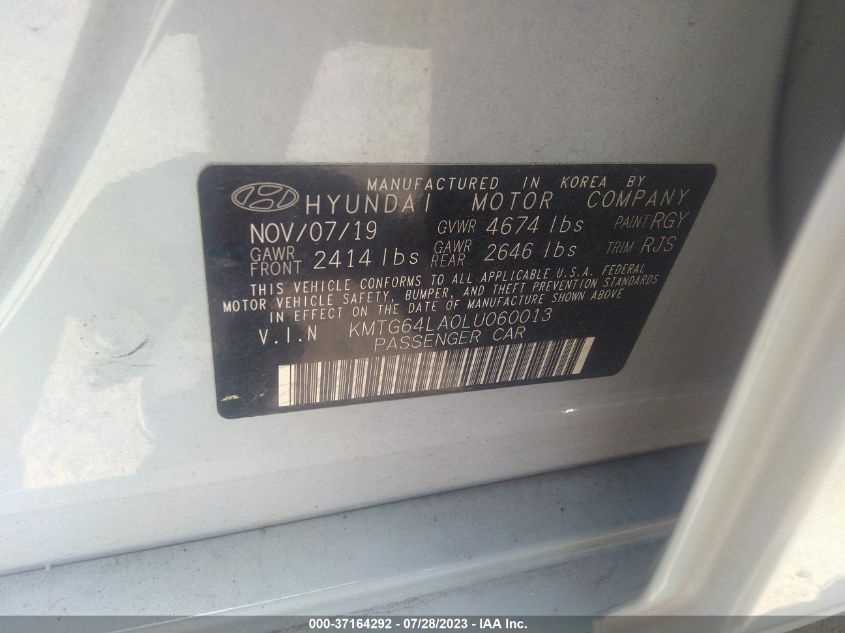 MANUFACTURED IN KOREA BY
HYUNDAI MOTOR COMPANY
NOV/07/19 GVWR 4674 lbs PAINT RGY
GAWR FRONT 2414 lbs GAWR REAR 2646 lbs TRIM RJS
THIS VEHICLE CONFORMS TO ALL APPLICABLE U.S.A. FEDERAL
MOTOR VEHICLE SAFETY, BUMPER, AND THEFT PREVENTION STANDARDS
IN EFFECT ON THE DATE OF MANUFACTURE SHOWN ABOVE
V.I.N KMTG64LA0LU060013
PASSENGER CAR
000-37164292 - 07/28/2023 - IAA Inc.